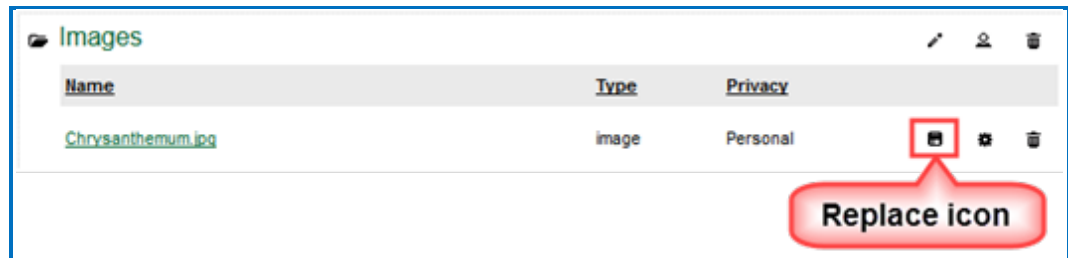 Images
Name Type Privacy
Chrysanthemum.jpg image Personal
Replace icon